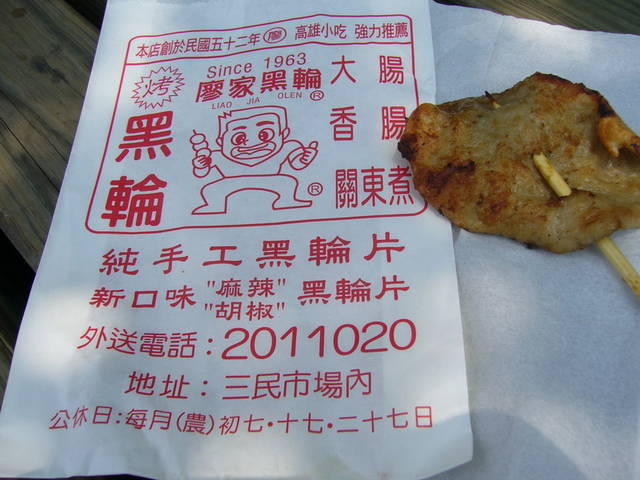 本店創於民國五十二年 廖 高雄小吃 強力推薦
Since 1963
廖家黑輪®
LIAO JIA OLEN
烤
黑輪
大腸
香腸
關東煮
®
純手工黑輪片
新口味"麻辣""胡椒"黑輪片
外送電話:2011020
地址:三民市場內
公休日:每月(農)初七·十七·二十七日